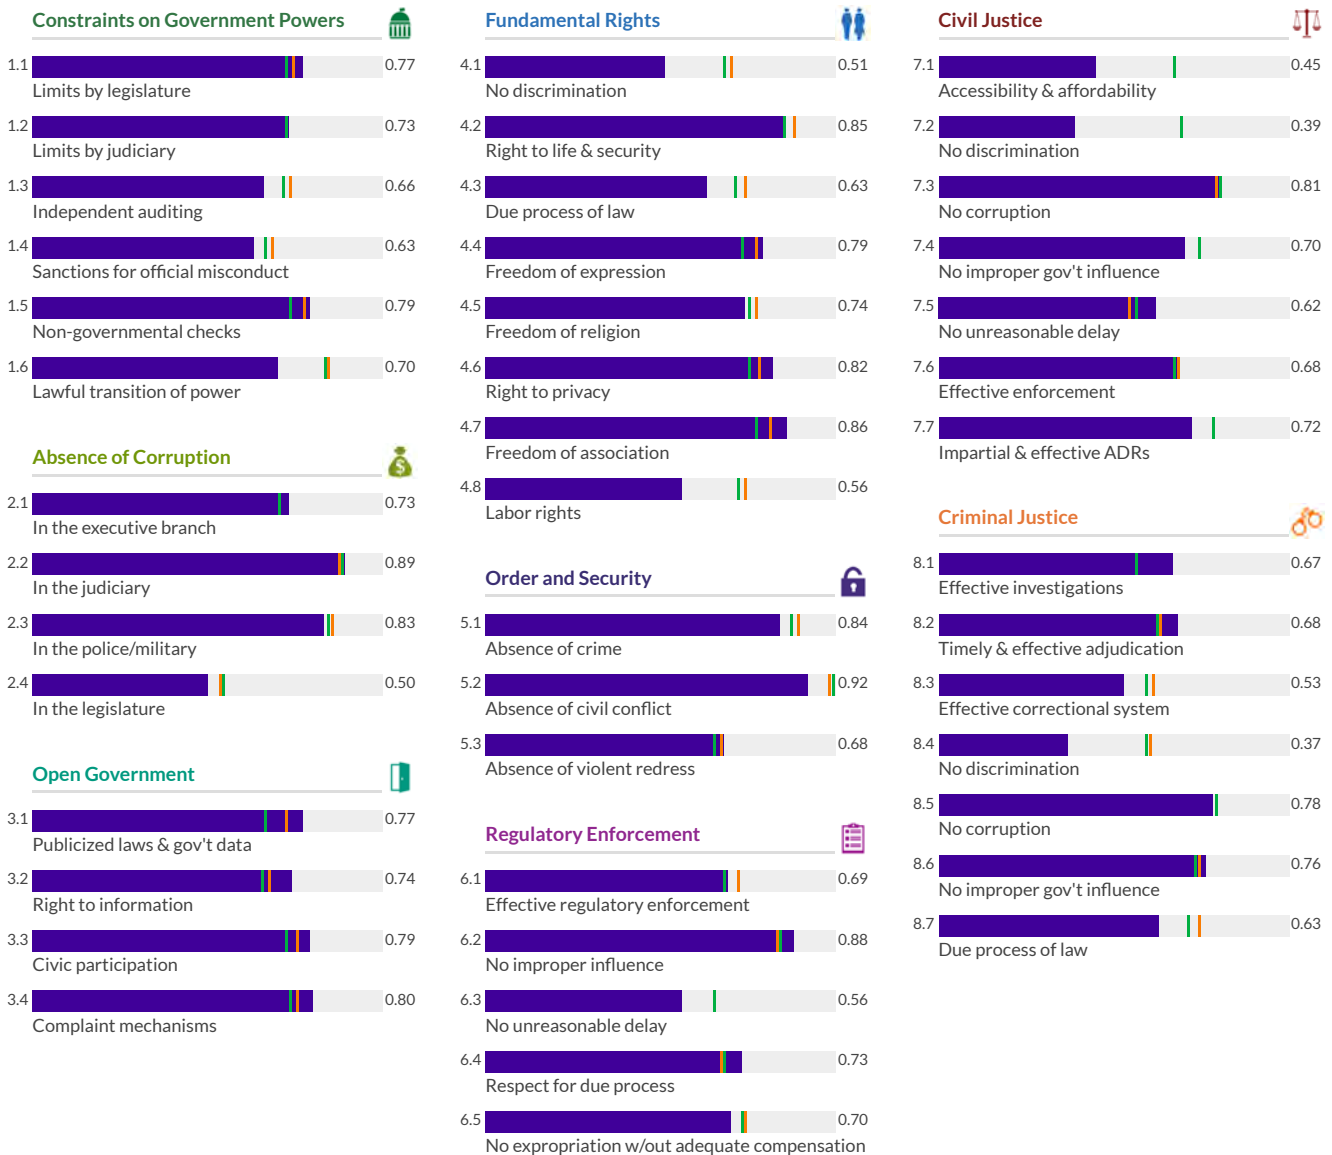 Constraints on Government Powers
1.1 0.77
Limits by legislature
1.2 0.73
Limits by judiciary
1.3 0.66
Independent auditing
1.4 0.63
Sanctions for official misconduct
1.5 0.79
Non-governmental checks
1.6 0.70
Lawful transition of power
Absence of Corruption
2.1 0.73
In the executive branch
2.2 0.89
In the judiciary
2.3 0.83
In the police/military
2.4 0.50
In the legislature
Open Government
3.1 0.77
Publicized laws & gov't data
3.2 0.74
Right to information
3.3 0.79
Civic participation
3.4 0.80
Complaint mechanisms
Fundamental Rights
4.1 0.51
No discrimination
4.2 0.85
Right to life & security
4.3 0.63
Due process of law
4.4 0.79
Freedom of expression
4.5 0.74
Freedom of religion
4.6 0.82
Right to privacy
4.7 0.86
Freedom of association
4.8 0.56
Labor rights
Order and Security
5.1 0.84
Absence of crime
5.2 0.92
Absence of civil conflict
5.3 0.68
Absence of violent redress
Regulatory Enforcement
6.1 0.69
Effective regulatory enforcement
6.2 0.88
No improper influence
6.3 0.56
No unreasonable delay
6.4 0.73
Respect for due process
6.5 0.70
No expropriation w/out adequate compensation
Civil Justice
7.1 0.45
Accessibility & affordability
7.2 0.39
No discrimination
7.3 0.81
No corruption
7.4 0.70
No improper gov't influence
7.5 0.62
No unreasonable delay
7.6 0.68
Effective enforcement
7.7 0.72
Impartial & effective ADRs
Criminal Justice
8.1 0.67
Effective investigations
8.2 0.68
Timely & effective adjudication
8.3 0.53
Effective correctional system
8.4 0.37
No discrimination
8.5 0.78
No corruption
8.6 0.76
No improper gov't influence
8.7 0.63
Due process of law